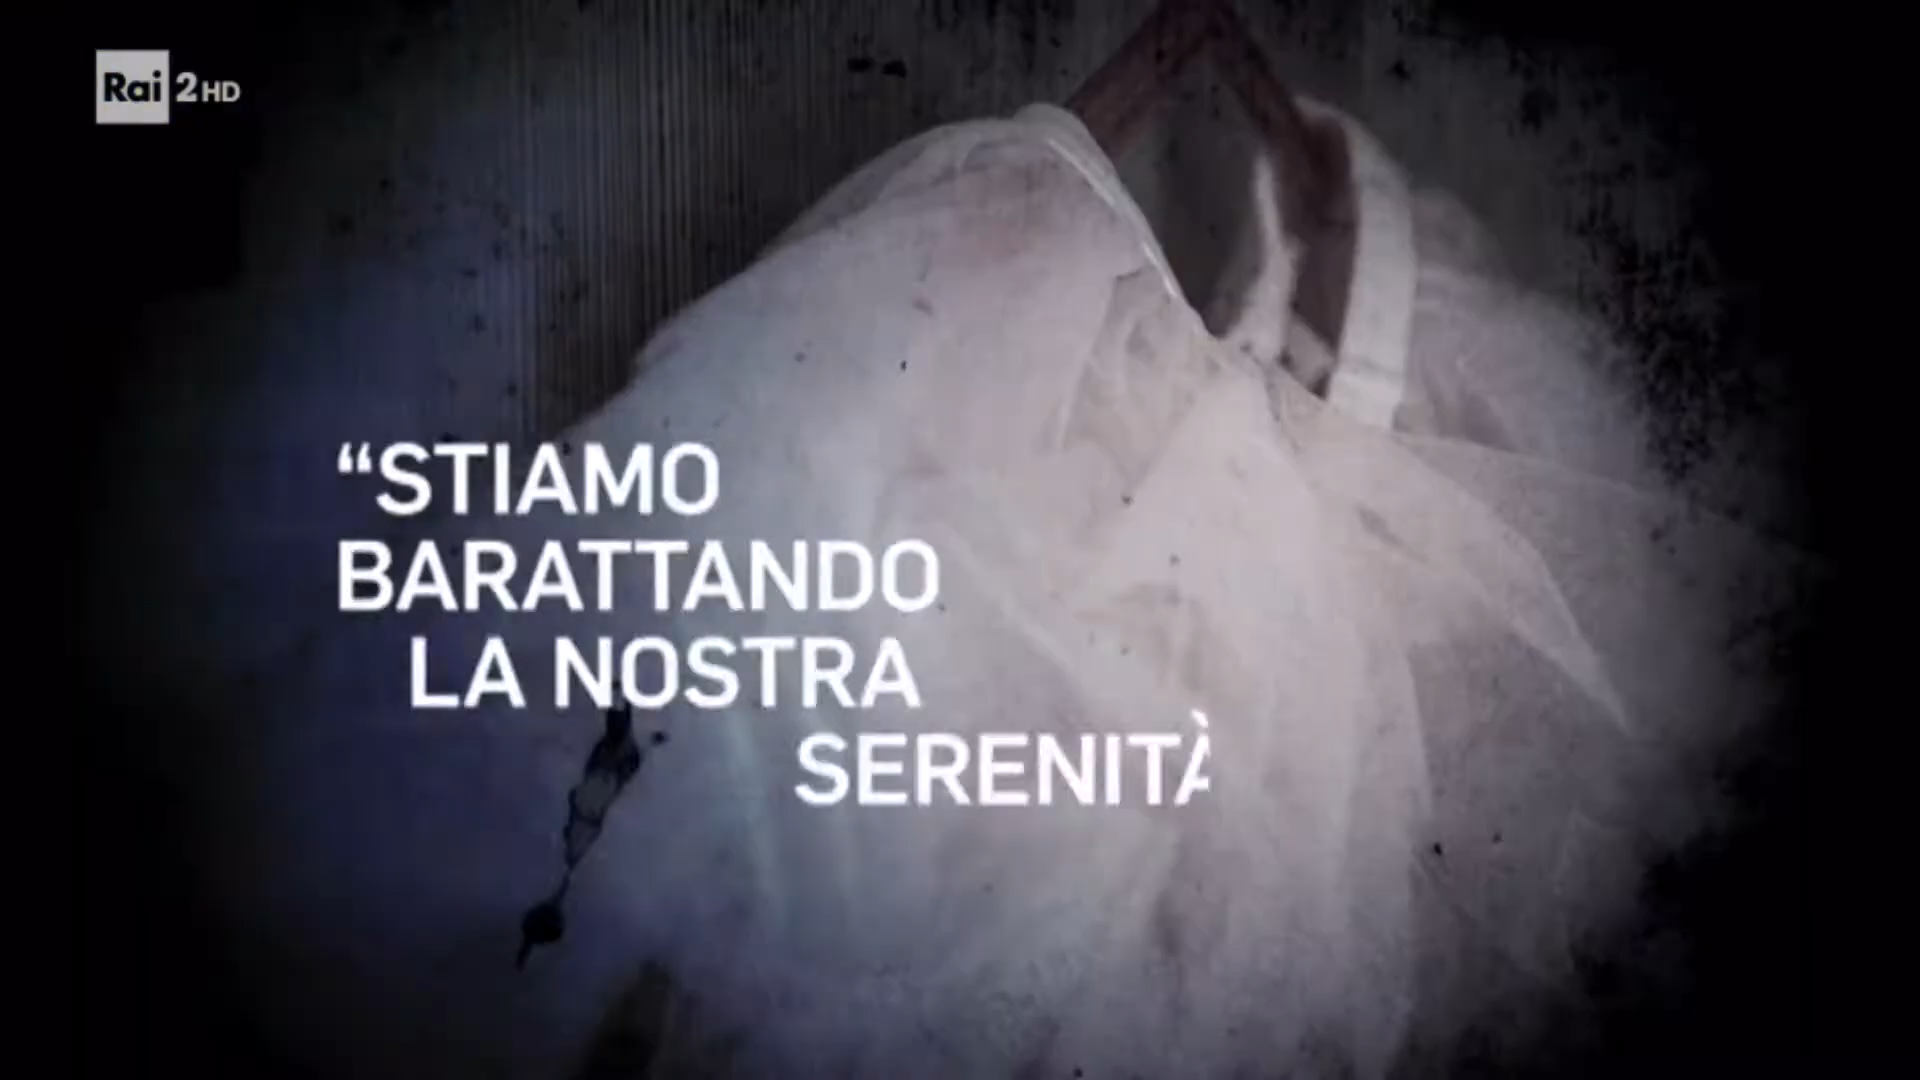 Rai 2HD
“STIAMO
BARATTANDO
LA NOSTRA
SERENITÀ